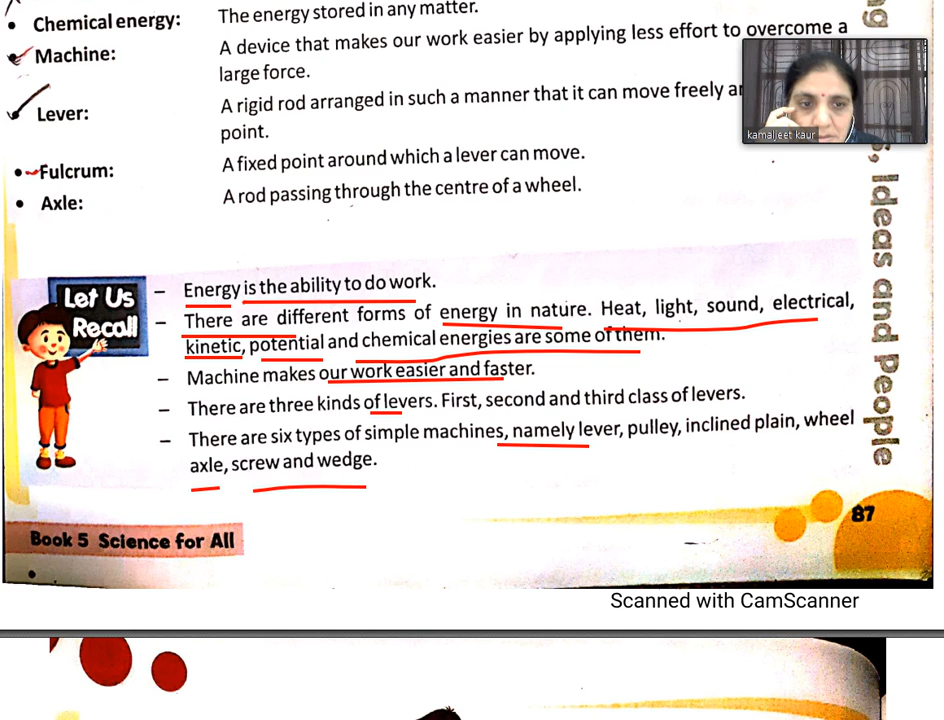 • Chemical energy: The energy stored in any matter.
Machine: A device that makes our work easier by applying less effort to overcome a
large force.
Lever: A rigid rod arranged in such a manner that it can move freely
point.
• Fulcrum: A fixed point around which a lever can move.
• Axle: A rod passing through the centre of a wheel.
kamaljeet kaur
Ideas and People
Let Us
Recall
– Energy is the ability to do work.
– There are different forms of energy in nature. Heat, light, sound, electrical,
kinetic, potential and chemical energies are some of them.
– Machine makes our work easier and faster.
– There are three kinds of levers. First, second and third class of levers.
– There are six types of simple machines, namely lever, pulley, inclined plain, wheel
axle, screw and wedge.
87
Book 5 Science for All
Scanned with CamScanner